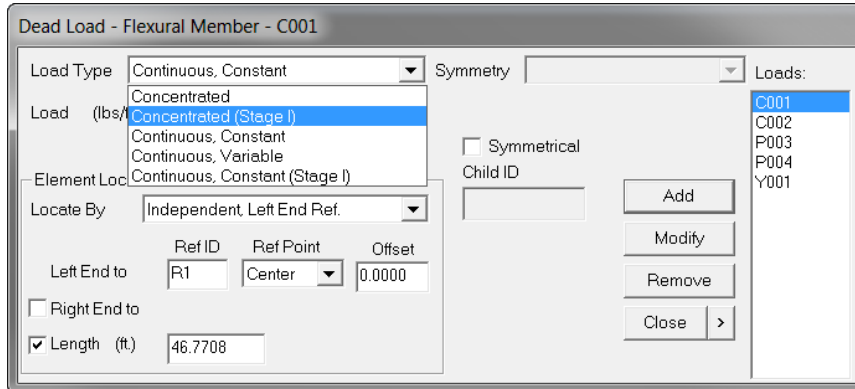 Dead Load - Flexural Member - C001
Load Type Continuous, Constant Symmetry Loads:
Concentrated
Load (lbs/ Concentrated (Stage I)
Continuous, Constant
Continuous, Variable
Continuous, Constant (Stage I)
Symmetrical
Child ID
C001
C002
P003
P004
Y001
Element Loc
Locate By Independent, Left End Ref.
Ref ID Ref Point Offset
Left End to R1 Center 0.0000
Right End to
Length (ft.) 46.7708
Add
Modify
Remove
Close >